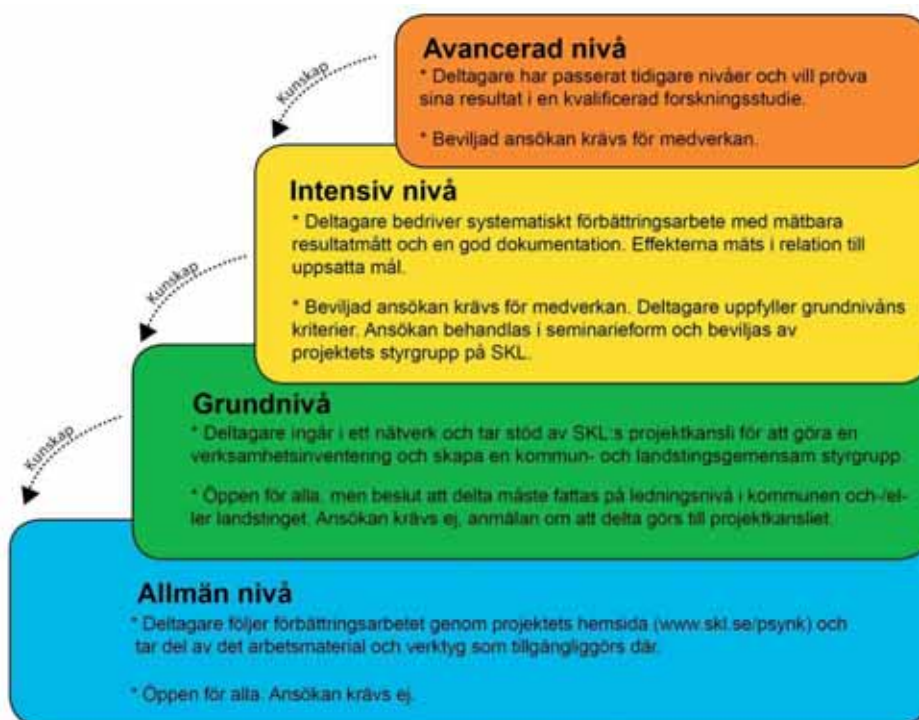 Avancerad nivå
* Deltagare har passerat tidigare nivåer och vill pröva
sina resultat i en kvalificerad forskningsstudie.
* Beviljad ansökan krävs för medverkan.
Kunskap
Intensiv nivå
* Deltagare bedriver systematiskt förbättringsarbete med mätbara
resultatmått och en god dokumentation. Effekterna mäts i relation till
uppsatta mål.
* Beviljad ansökan krävs för medverkan. Deltagare uppfyller grundnivåns
kriterier. Ansökan behandlas i seminarieform och beviljas av
projektets styrgrupp på SKL.
Kunskap
Grundnivå
* Deltagare ingår i ett nätverk och tar stöd av SKL:s projektkansli för att göra en
verksamhetsinventering och skapa en kommun- och landstingsgemensam styrgrupp.
* Öppen för alla, men beslut att delta måste fattas på ledningsnivå i kommunen och-/el-
ler landstinget. Ansökan krävs ej, anmälan om att delta görs till projektkansliet.
Kunskap
Allmän nivå
* Deltagare följer förbättringsarbetet genom projektets hemsida (www.skl.se/psynk) och
tar del av det arbetsmaterial och verktyg som tillgängliggörs där.
* Öppen för alla. Ansökan krävs ej.